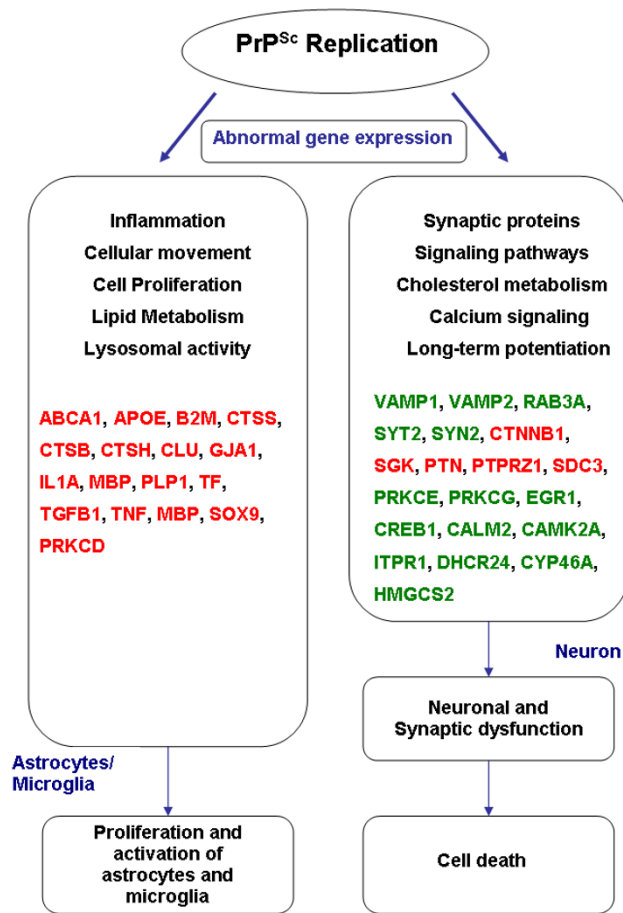 PrPSc Replication
Abnormal gene expression
Inflammation
Cellular movement
Cell Proliferation
Lipid Metabolism
Lysosomal activity
ABCA1, APOE, B2M, CTSS,
CTSB, CTSH, CLU, GJA1,
IL1A, MBP, PLP1, TF,
TGFB1, TNF, MBP, SOX9,
PRKCD
Astrocytes/
Microglia
Proliferation and
activation of
astrocytes and
microglia
Synaptic proteins
Signaling pathways
Cholesterol metabolism
Calcium signaling
Long-term potentiation
VAMP1, VAMP2, RAB3A,
SYT2, SYN2, CTNNB1,
SGK, PTN, PTPRZ1, SDC3,
PRKCE, PRKCG, EGR1,
CREB1, CALM2, CAMK2A,
ITPR1, DHCR24, CYP46A,
HMGCS2
Neuron
Neuronal and
Synaptic dysfunction
Cell death